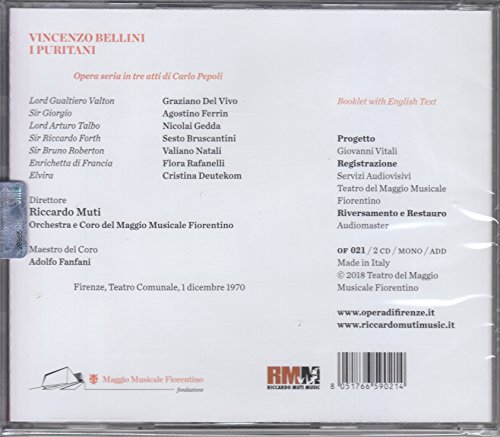 VINCENZO BELLINI
I PURITANI
Opera seria in tre atti di Carlo Pepoli
Lord Gualtiero Valton Graziano Del Vivo
Sir Giorgio Agostino Ferrin
Lord Arturo Talbo Nicolai Gedda
Sir Riccardo Forth Sesto Bruscantini
Sir Bruno Roberton Valiano Natali
Enrichetta di Francia Flora Rafanelli
Elvira Cristina Deutekom
Direttore
Riccardo Muti
Orchestra e Coro del Maggio Musicale Fiorentino
Maestro del Coro
Adolfo Fanfani
Firenze, Teatro Comunale, 1 dicembre 1970
Booklet with English Text
Progetto
Giovanni Vitali
Registrazione
Servizi Audiovisivi
Teatro del Maggio Musicale
Fiorentino
Riversamento e Restauro
Audiomaster
OF 021 / 2 CD / MONO / ADD
Made in Italy
© 2018 Teatro del Maggio
Musicale Fiorentino
www.operadifirenze.it
www.riccardomutimusic.it
Maggio Musicale Fiorentino
fondazione
RMM
RICCARDO MUTI MUSIC
8 051766 590214